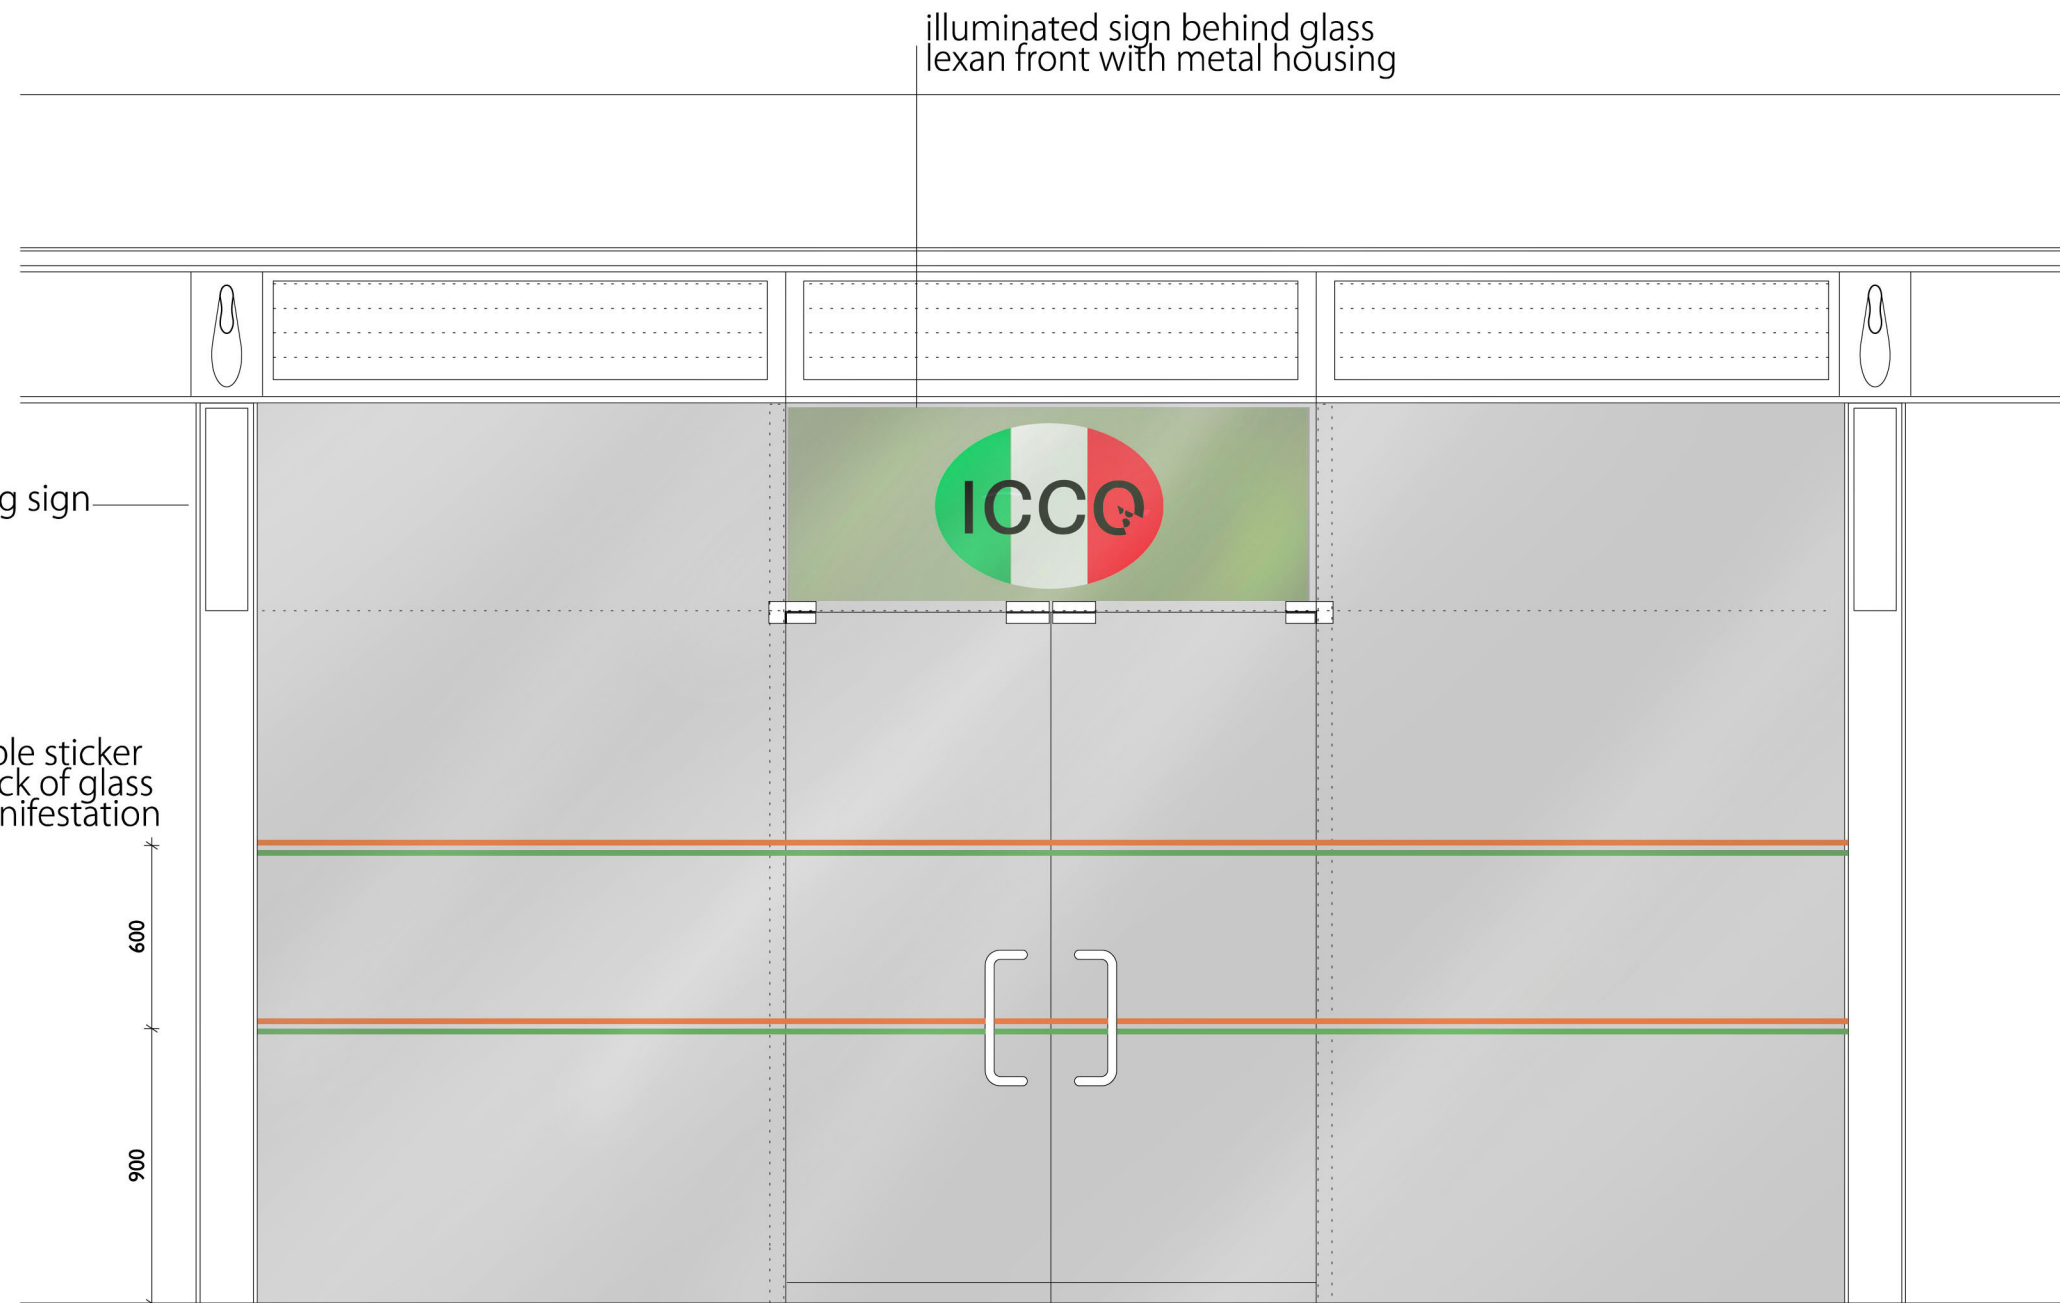 illuminated sign behind glass
lexan front with metal housing
ICCO
g sign
ble sticker
ck of glass
nifestation
600
900